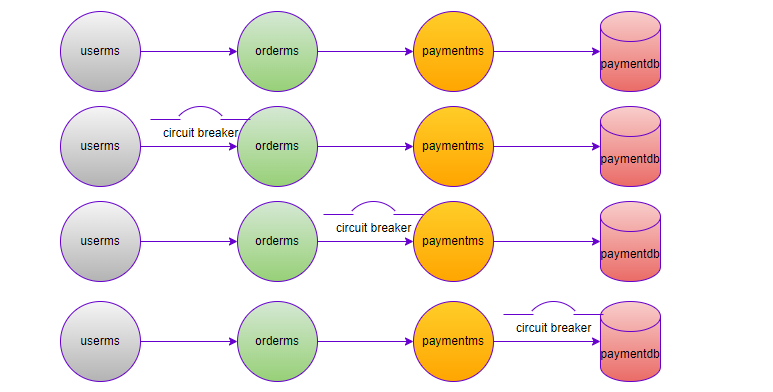 userms
orderms
paymentms
paymentdb
circuit breaker
userms
orderms
paymentms
paymentdb
circuit breaker
userms
orderms
paymentms
paymentdb
circuit breaker
userms
orderms
paymentms
paymentdb